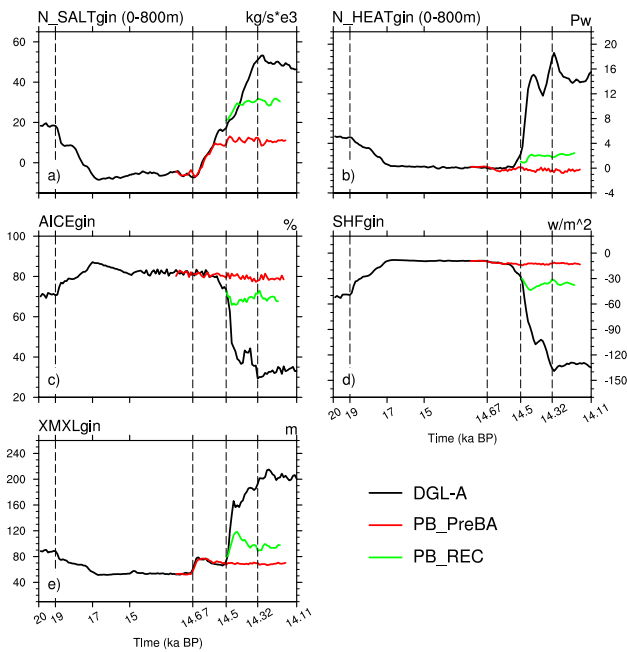 N_SALTgin (0-800m) kg/s*e3
60
40
20
0
a)
N_HEATgin (0-800m) Pw
20
16
12
8
4
0
-4
b)
AICEgin %
100
80
60
40
20
c)
SHFgin w/m^2
0
-30
-60
-90
-120
-150
d)
20 19 17 15 14.67 14.5 14.32 14.11
Time (ka BP)
XMXLgin m
240
200
160
120
80
40
e)
20 19 17 15 14.67 14.5 14.32 14.11
Time (ka BP)
DGL-A
PB_PreBA
PB_REC